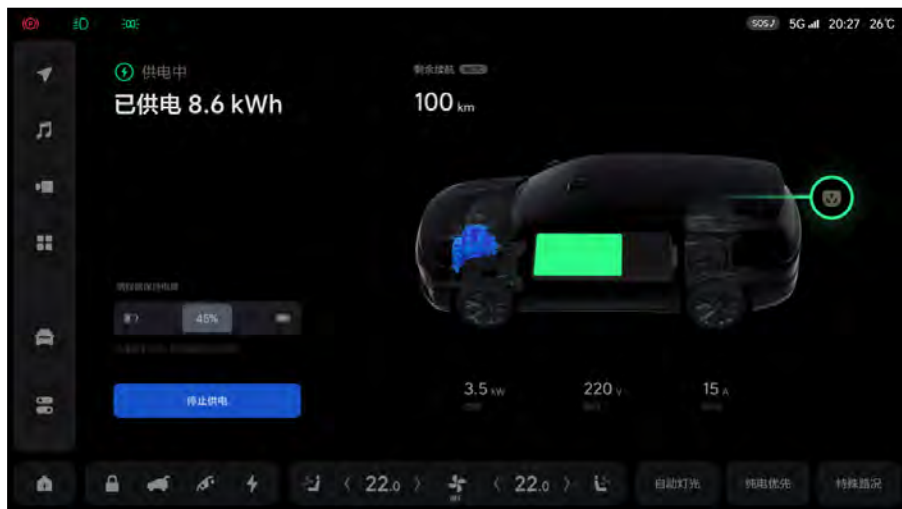 SOS 5G 20:27 26℃
供电中
已供电 8.6 kWh
剩余续航
100 km
45%
停止供电
3.5 kW 220 V 15 A
22.0 22.0 自动灯光 纯电优先 特殊路况